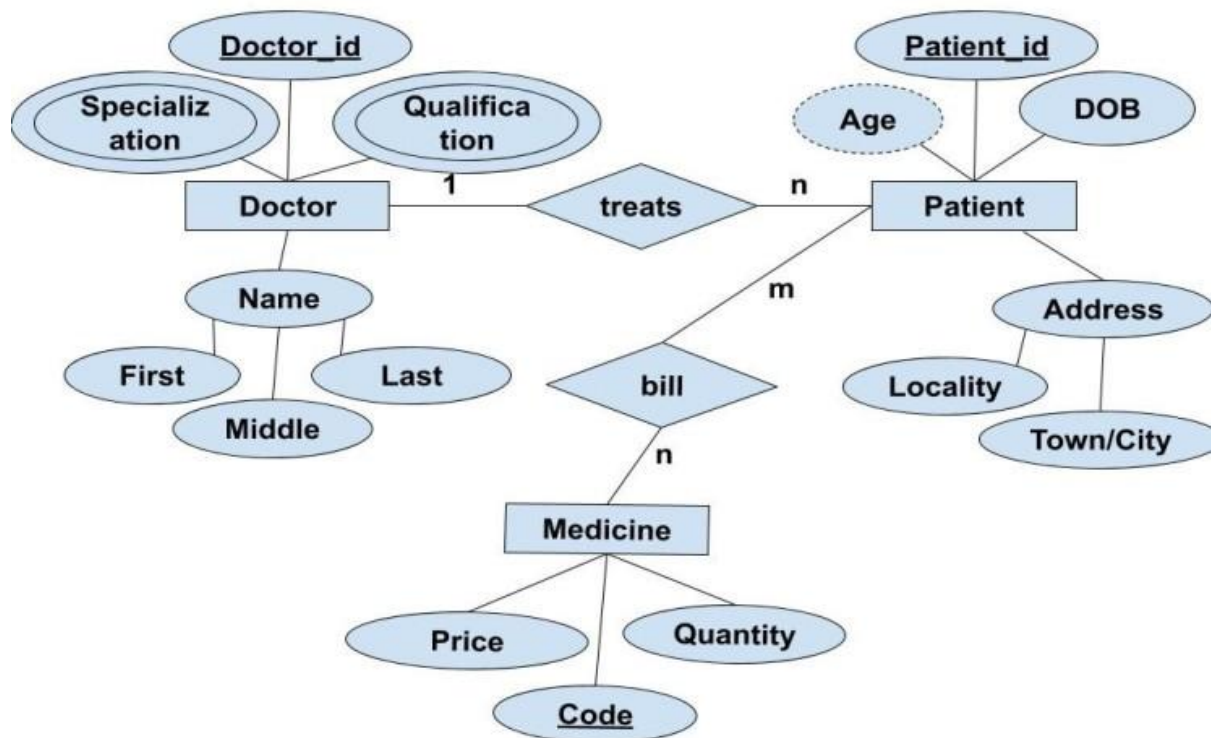 Doctor_id
Patient_id
Specializ
ation
Qualifica
tion
Age
DOB
Doctor
1
treats
n
Patient
m
Name
Address
First
Last
bill
Locality
Middle
Town/City
n
Medicine
Price
Quantity
Code